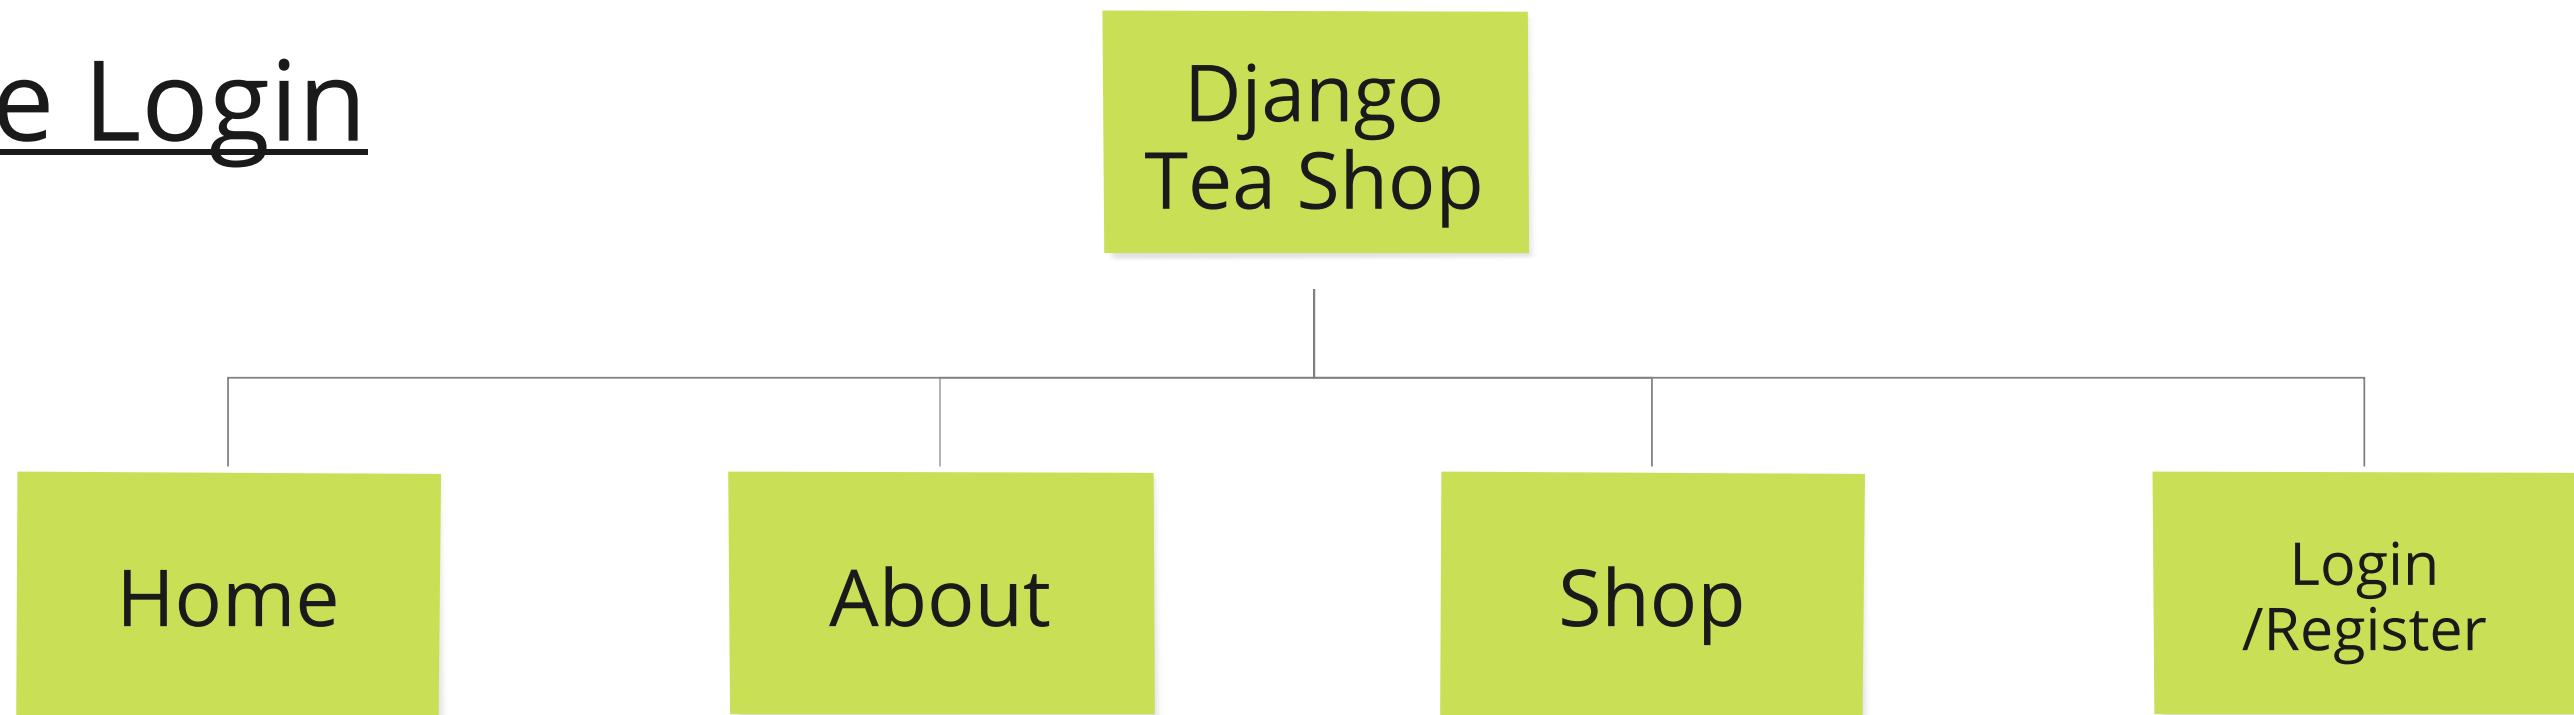 e Login
Django
Tea Shop
Home
About
Shop
Login
/Register